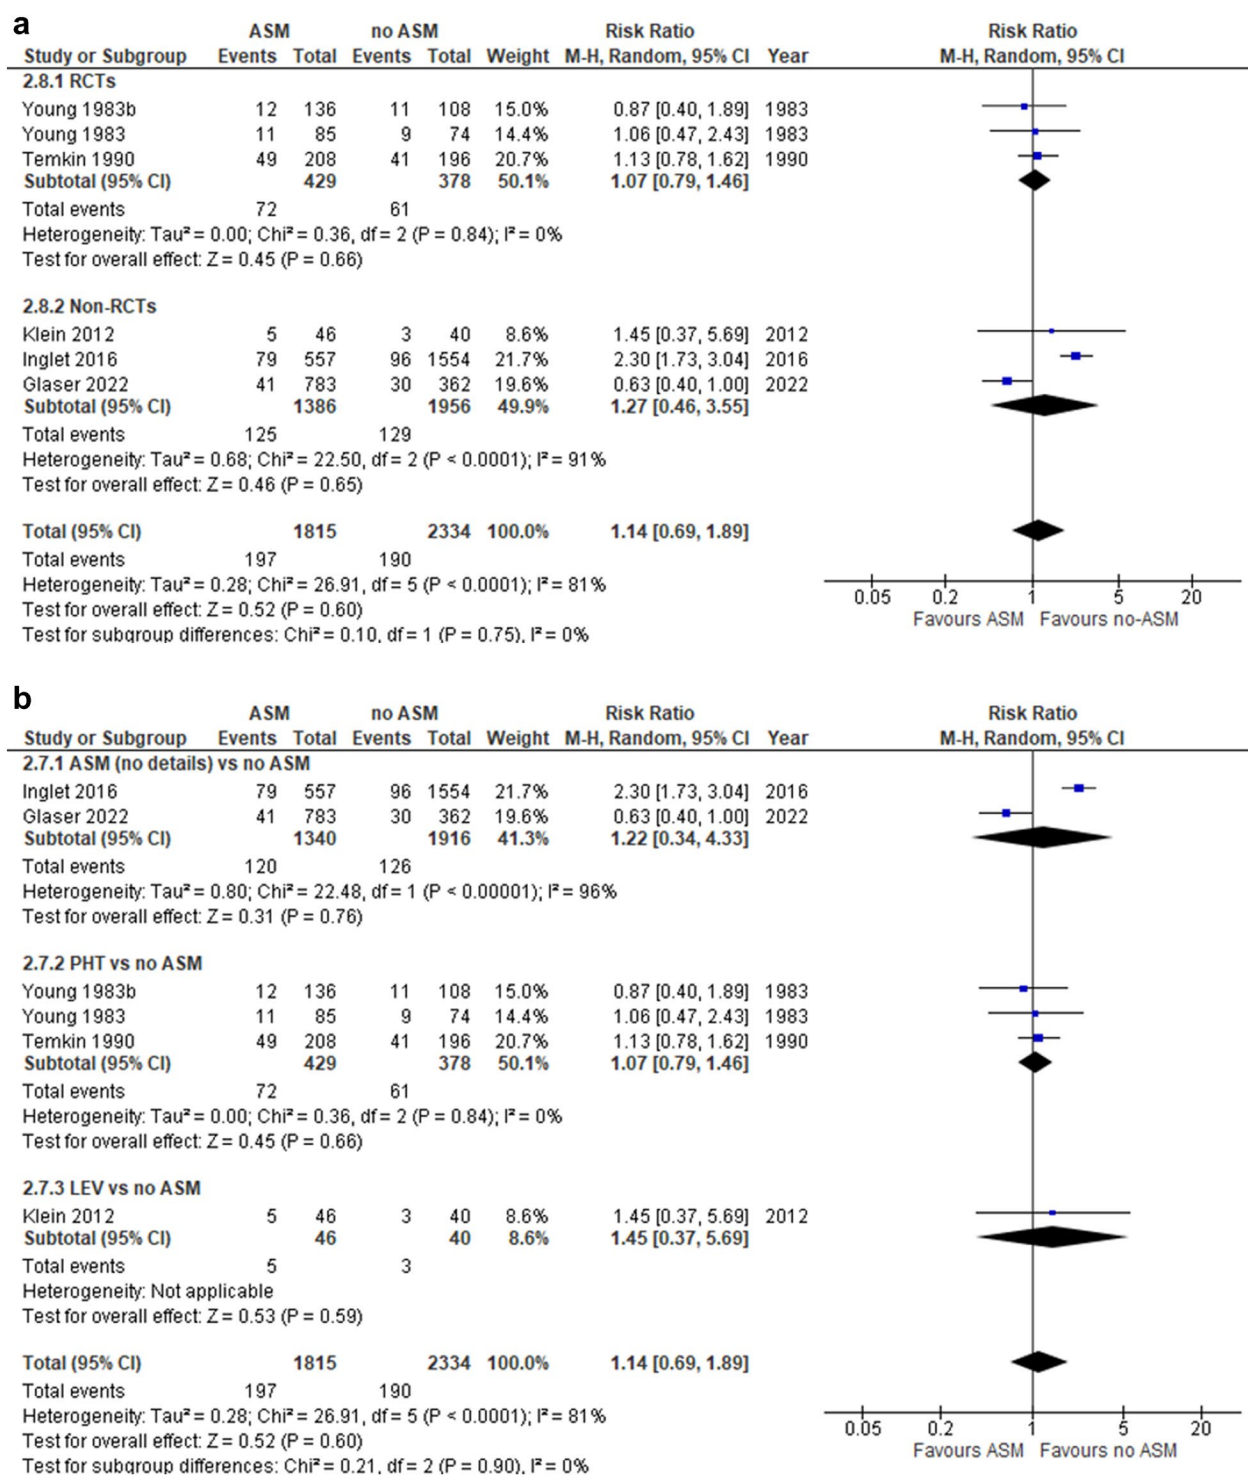 a
ASM no ASM Risk Ratio Risk Ratio
Study or Subgroup Events Total Events Total Weight M-H, Random, 95% CI Year M-H, Random, 95% CI
2.8.1 RCTs
Young 1983b 12 136 11 108 15.0% 0.87 [0.40, 1.89] 1983
Young 1983 11 85 9 74 14.4% 1.06 [0.47, 2.43] 1983
Temkin 1990 49 208 41 196 20.7% 1.13 [0.78, 1.62] 1990
Subtotal (95% CI) 429 378 50.1% 1.07 [0.79, 1.46]
Total events 72 61
Heterogeneity: Tau² = 0.00; Chi² = 0.36, df = 2 (P = 0.84); I² = 0%
Test for overall effect: Z = 0.45 (P = 0.66)
2.8.2 Non-RCTs
Klein 2012 5 46 3 40 8.6% 1.45 [0.37, 5.69] 2012
Inglet 2016 79 557 96 1554 21.7% 2.30 [1.73, 3.04] 2016
Glaser 2022 41 783 30 362 19.6% 0.63 [0.40, 1.00] 2022
Subtotal (95% CI) 1386 1956 49.9% 1.27 [0.46, 3.55]
Total events 125 129
Heterogeneity: Tau² = 0.68; Chi² = 22.50, df = 2 (P < 0.0001); I² = 91%
Test for overall effect: Z = 0.46 (P = 0.65)
Total (95% CI) 1815 2334 100.0% 1.14 [0.69, 1.89]
Total events 197 190
Heterogeneity: Tau² = 0.28; Chi² = 26.91, df = 5 (P < 0.0001); I² = 81%
Test for overall effect: Z = 0.52 (P = 0.60)
Test for subgroup differences: Chi² = 0.10, df = 1 (P = 0.75), I² = 0%
0.05 0.2 1 5 20
Favours ASM Favours no-ASM
b
ASM no ASM Risk Ratio Risk Ratio
Study or Subgroup Events Total Events Total Weight M-H, Random, 95% CI Year M-H, Random, 95% CI
2.7.1 ASM (no details) vs no ASM
Inglet 2016 79 557 96 1554 21.7% 2.30 [1.73, 3.04] 2016
Glaser 2022 41 783 30 362 19.6% 0.63 [0.40, 1.00] 2022
Subtotal (95% CI) 1340 1916 41.3% 1.22 [0.34, 4.33]
Total events 120 126
Heterogeneity: Tau² = 0.80; Chi² = 22.48, df = 1 (P < 0.00001); I² = 96%
Test for overall effect: Z = 0.31 (P = 0.76)
2.7.2 PHT vs no ASM
Young 1983b 12 136 11 108 15.0% 0.87 [0.40, 1.89] 1983
Young 1983 11 85 9 74 14.4% 1.06 [0.47, 2.43] 1983
Temkin 1990 49 208 41 196 20.7% 1.13 [0.78, 1.62] 1990
Subtotal (95% CI) 429 378 50.1% 1.07 [0.79, 1.46]
Total events 72 61
Heterogeneity: Tau² = 0.00; Chi² = 0.36, df = 2 (P = 0.84); I² = 0%
Test for overall effect: Z = 0.45 (P = 0.66)
2.7.3 LEV vs no ASM
Klein 2012 5 46 3 40 8.6% 1.45 [0.37, 5.69] 2012
Subtotal (95% CI) 46 40 8.6% 1.45 [0.37, 5.69]
Total events 5 3
Heterogeneity: Not applicable
Test for overall effect: Z = 0.53 (P = 0.59)
Total (95% CI) 1815 2334 100.0% 1.14 [0.69, 1.89]
Total events 197 190
Heterogeneity: Tau² = 0.28; Chi² = 26.91, df = 5 (P < 0.0001); I² = 81%
Test for overall effect: Z = 0.52 (P = 0.60)
Test for subgroup differences: Chi² = 0.21, df = 2 (P = 0.90), I² = 0%
0.05 0.2 1 5 20
Favours ASM Favours no ASM